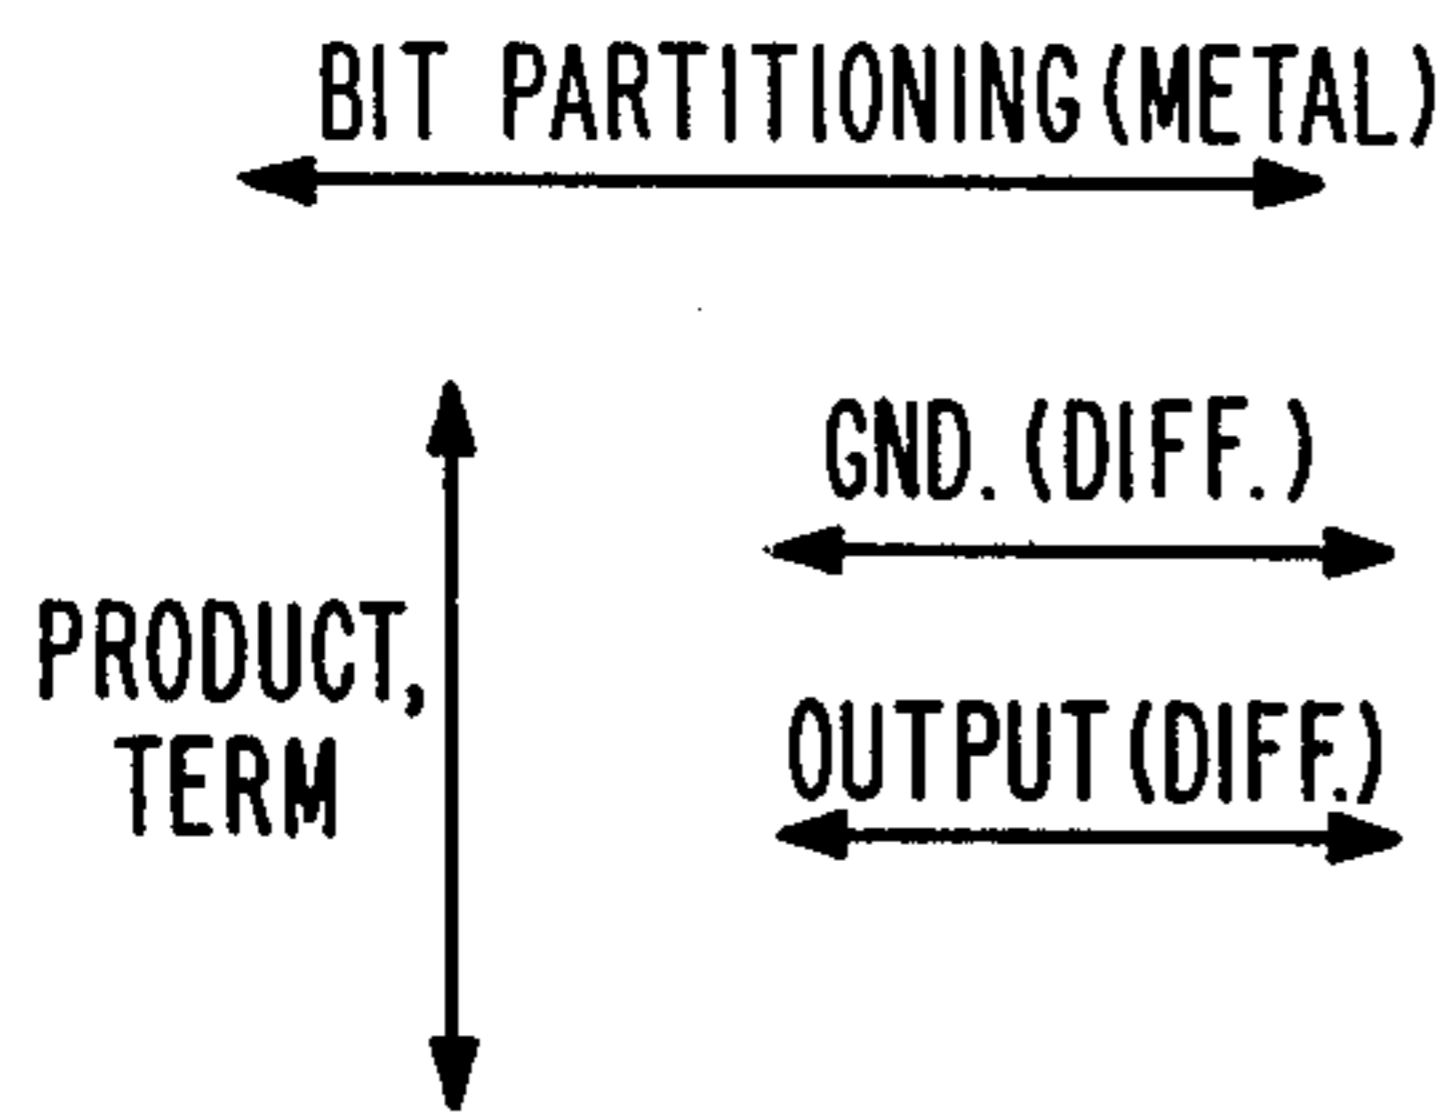 BIT PARTITIONING (METAL)
GND. (DIFF.)
PRODUCT,
TERM
OUTPUT (DIFF.)